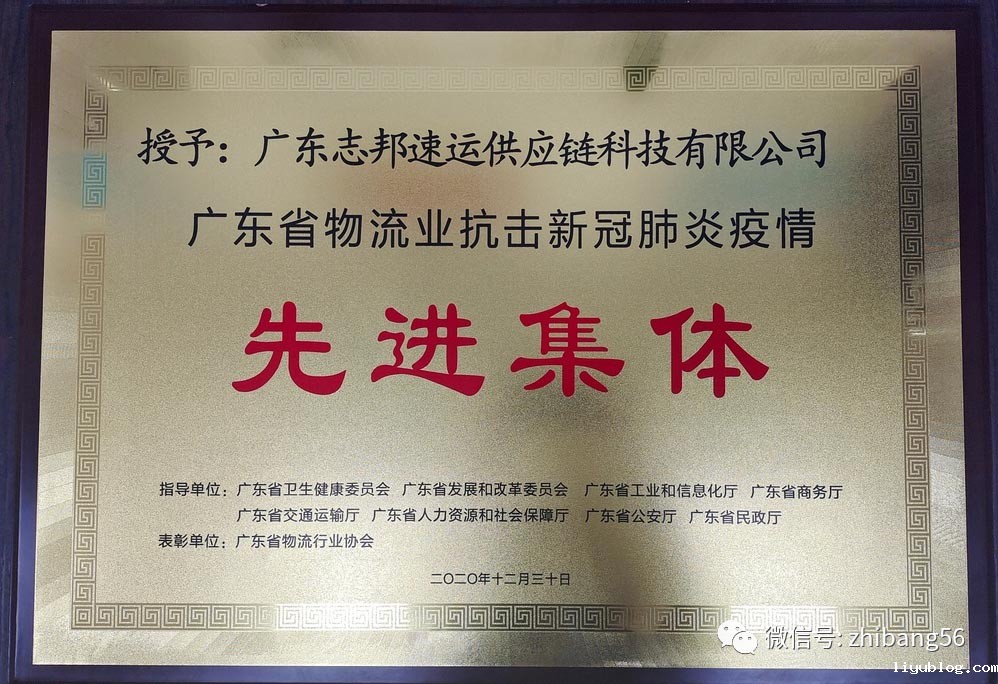 授予：广东志邦速运供应链科技有限公司
广东省物流业抗击新冠肺炎疫情
先进集体
指导单位：广东省卫生健康委员会 广东省发展和改革委员会 广东省工业和信息化厅 广东省商务厅
广东省交通运输厅 广东省人力资源和社会保障厅 广东省公安厅 广东省民政厅
表彰单位：广东省物流行业协会
二〇二〇年十二月三十日
微信号: zhibang56
liyublog.com